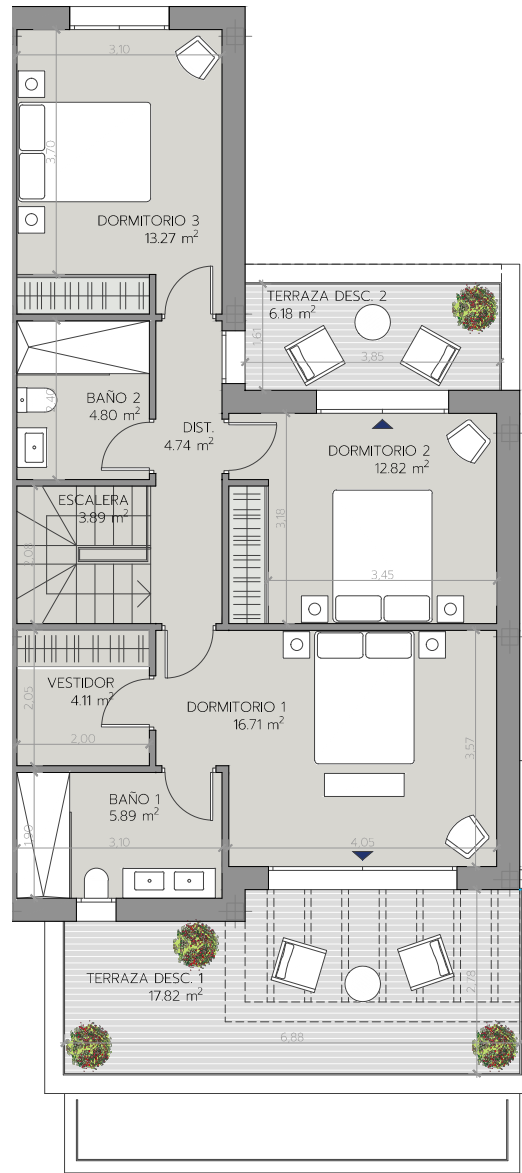 3.10
3.70
DORMITORIO 3
13.27 m²
TERRAZA DESC. 2
6.18 m²
1.61
3.85
BAÑO 2
4.80 m²
2.40
DIST.
4.74 m²
DORMITORIO 2
12.82 m²
ESCALERA
3.89 m²
3.18
2.08
3.45
VESTIDOR
4.11 m²
2.05
2.00
DORMITORIO 1
16.71 m²
3.57
BAÑO 1
5.89 m²
1.90
3.10
4.05
TERRAZA DESC. 1
17.82 m²
2.78
6.88